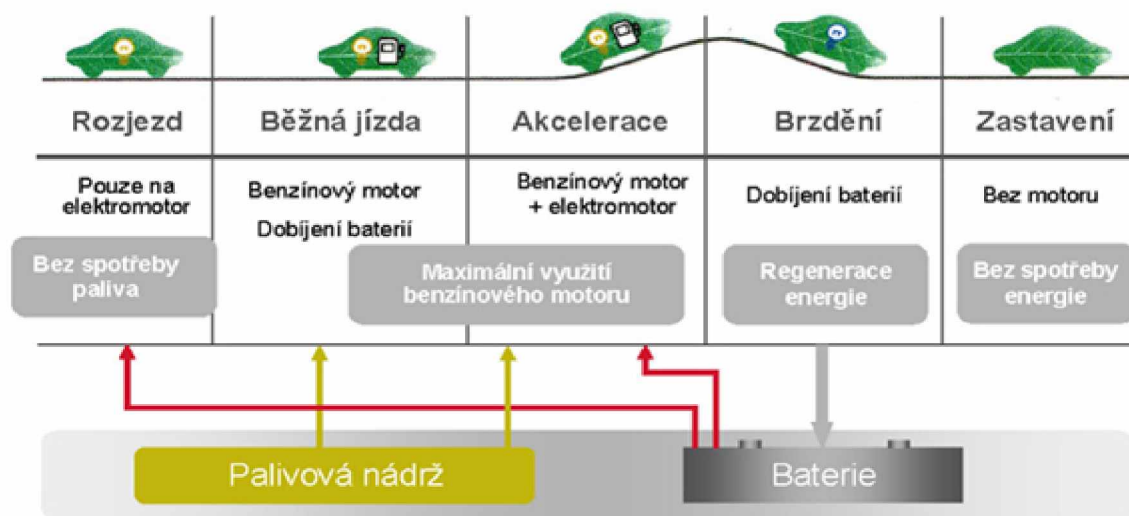 Rozjezd
Běžná jízda
Akcelerace
Brzdění
Zastavení
Pouze na
elektromotor
Benzínový motor
Dobíjení baterií
Benzínový motor
+ elektromotor
Dobíjení baterií
Bez motoru
Bez spotřeby
paliva
Maximální využití
benzínového motoru
Regenerace
energie
Bez spotřeby
energie
Palivová nádrž
Baterie